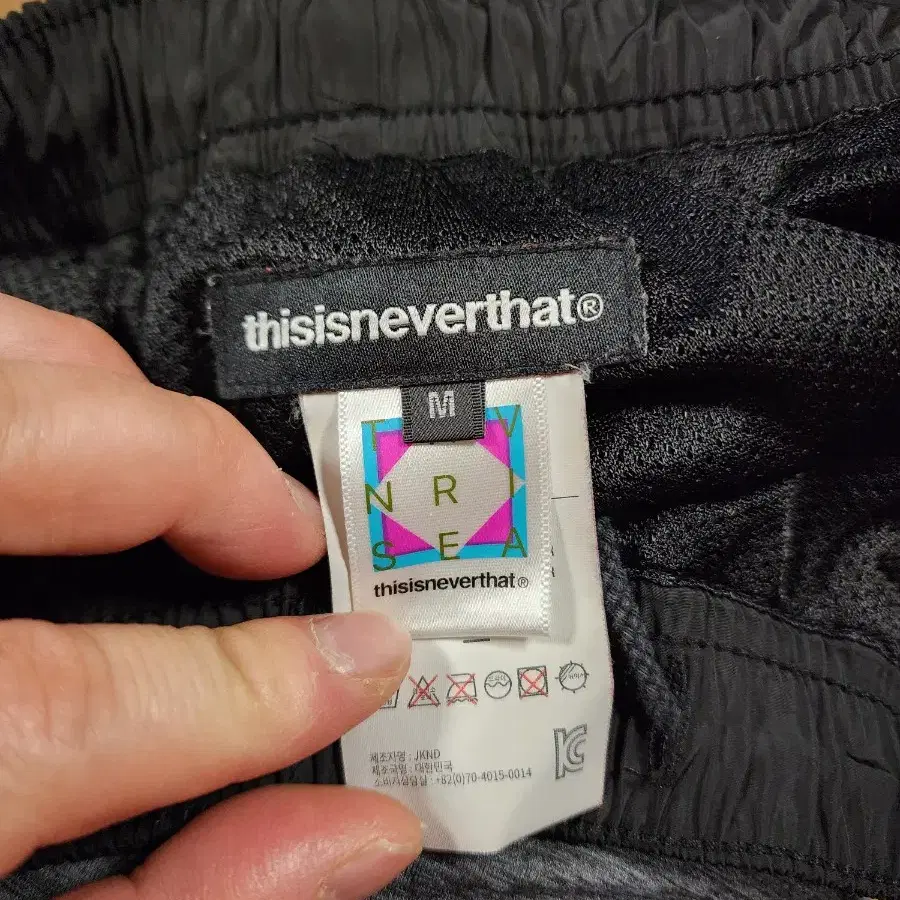 thisisneverthat®
M
T V
N R I
S E A
thisisneverthat®
제조자명 : JKND
제조국명 : 대한민국
소비자상담실 : +82(0)70-4015-0014
KC